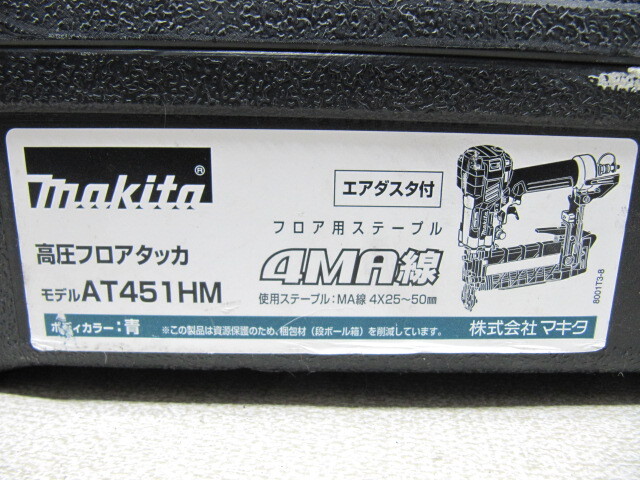 makita®
高圧フロアタッカ
モデルAT451HM
エアダスタ付
フロア用ステープル
4MA線
使用ステープル:MA線 4X25~50mm
8001T3-8
ボディカラー:青
※この製品は資源保護のため、梱包材(段ボール箱)を削減しています。
株式会社マキタ